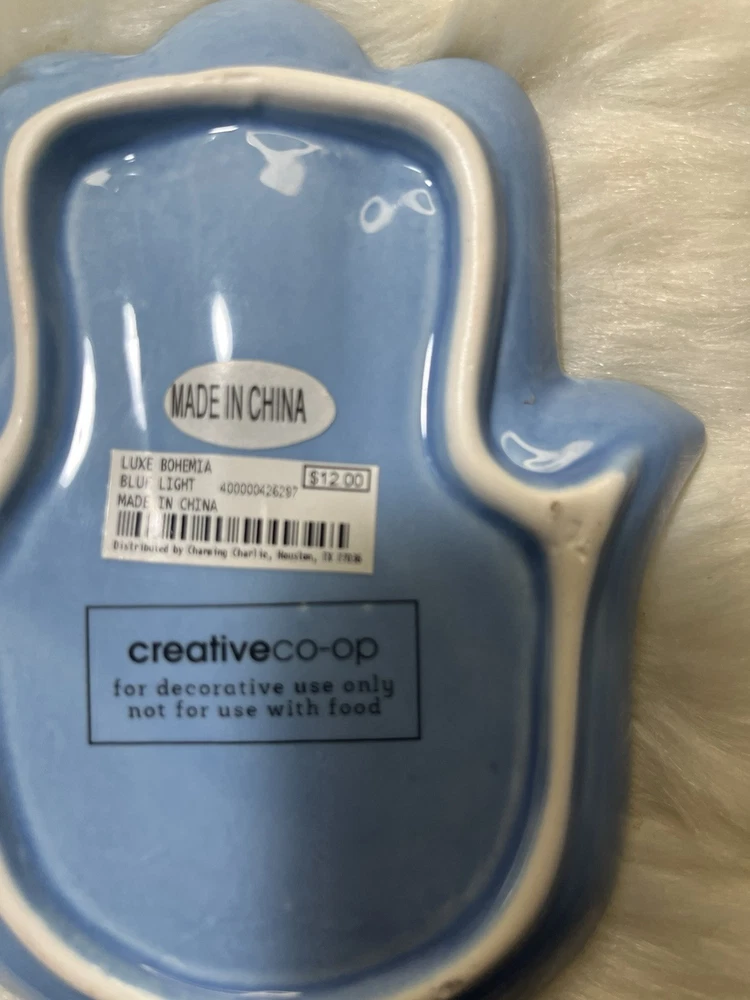 MADE IN CHINA
LUXE BOHEMIA
BLUE LIGHT 400000426297 $12.00
MADE IN CHINA
Distributed by Charming Charlie, Houston, TX 77036
creativeco-op
for decorative use only
not for use with food